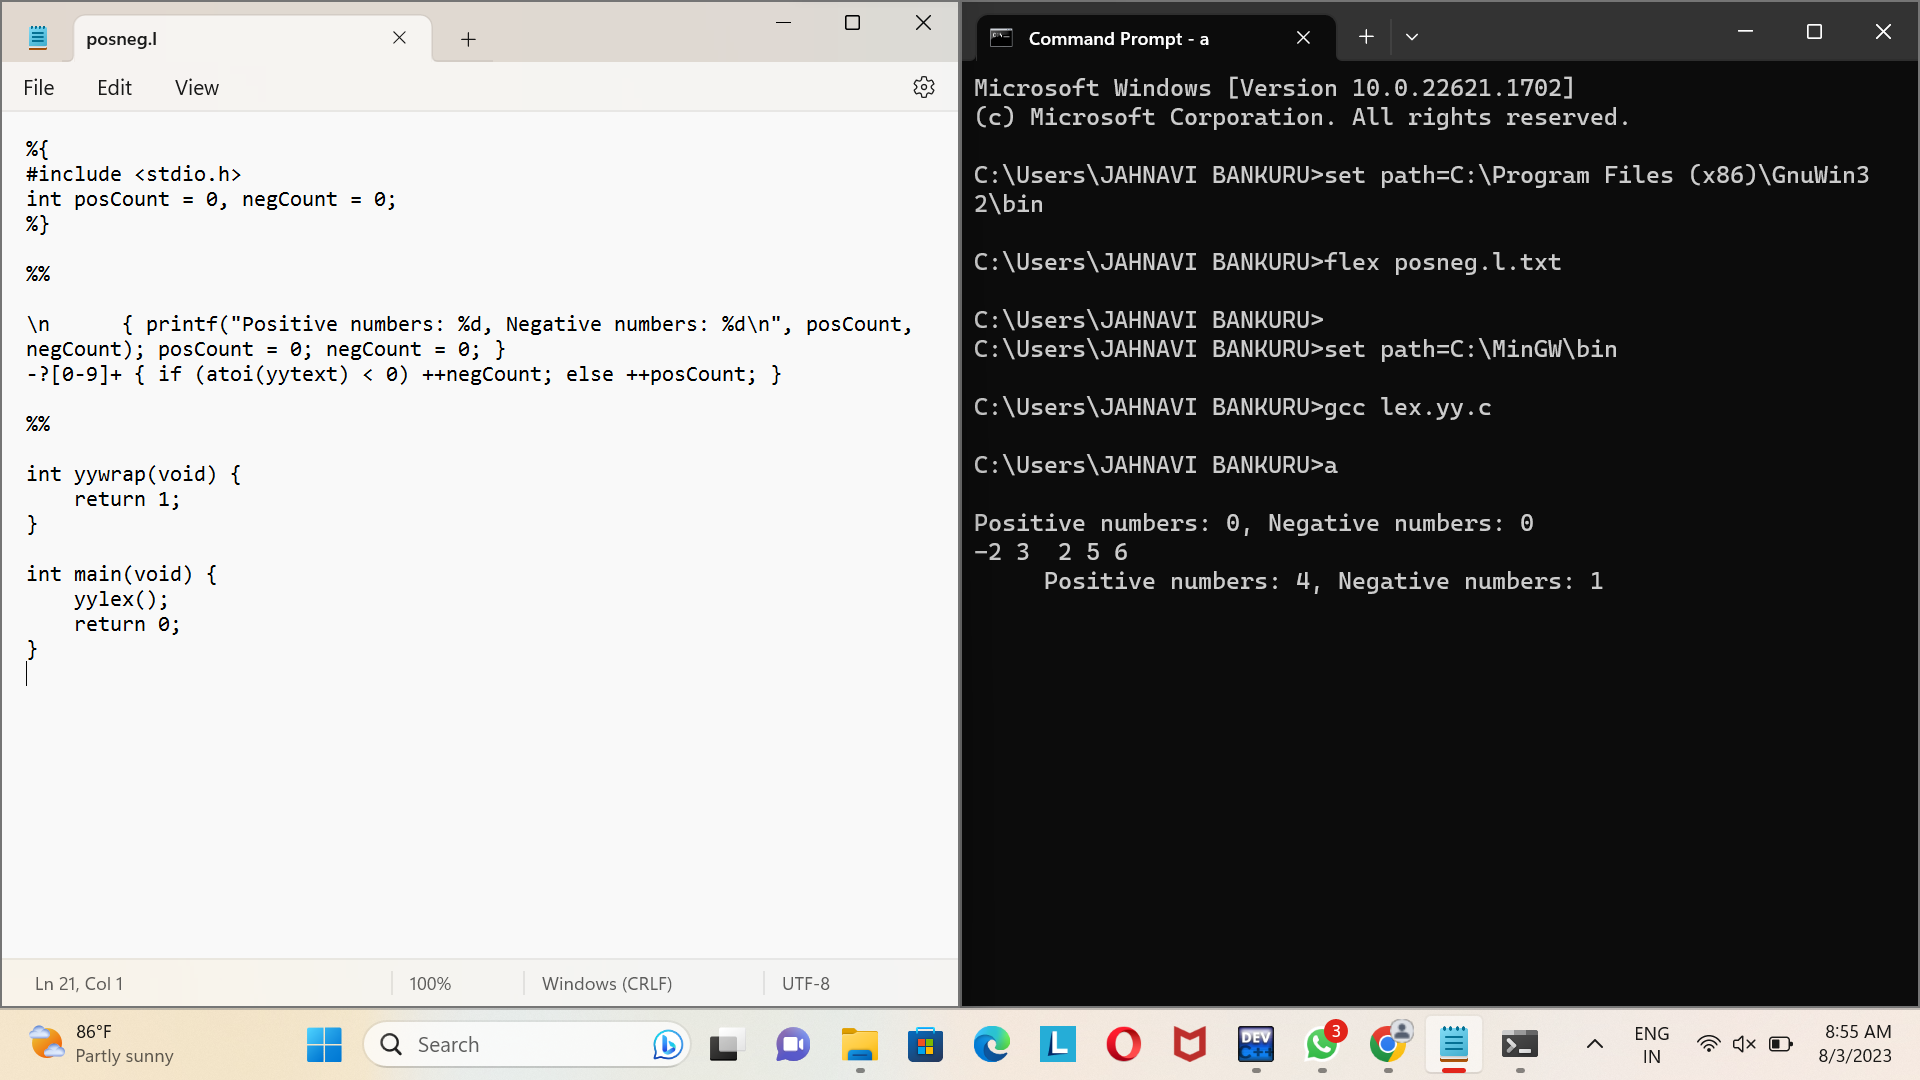 posneg.l
File Edit View
%{
#include <stdio.h>
int posCount = 0, negCount = 0;
%}
%%
\n      { printf("Positive numbers: %d, Negative numbers: %d\n", posCount,
negCount); posCount = 0; negCount = 0; }
-?[0-9]+ { if (atoi(yytext) < 0) ++negCount; else ++posCount; }
%%
int yywrap(void) {
    return 1;
}
int main(void) {
    yylex();
    return 0;
}
Ln 21, Col 1 100% Windows (CRLF) UTF-8
Command Prompt - a
Microsoft Windows [Version 10.0.22621.1702]
(c) Microsoft Corporation. All rights reserved.
C:\Users\JAHNAVI BANKURU>set path=C:\Program Files (x86)\GnuWin3
2\bin
C:\Users\JAHNAVI BANKURU>flex posneg.l.txt
C:\Users\JAHNAVI BANKURU>
C:\Users\JAHNAVI BANKURU>set path=C:\MinGW\bin
C:\Users\JAHNAVI BANKURU>gcc lex.yy.c
C:\Users\JAHNAVI BANKURU>a
Positive numbers: 0, Negative numbers: 0
-2 3  2 5 6
     Positive numbers: 4, Negative numbers: 1
86°F
Partly sunny
Search
L
DEV
C++
3
ENG
IN
8:55 AM
8/3/2023